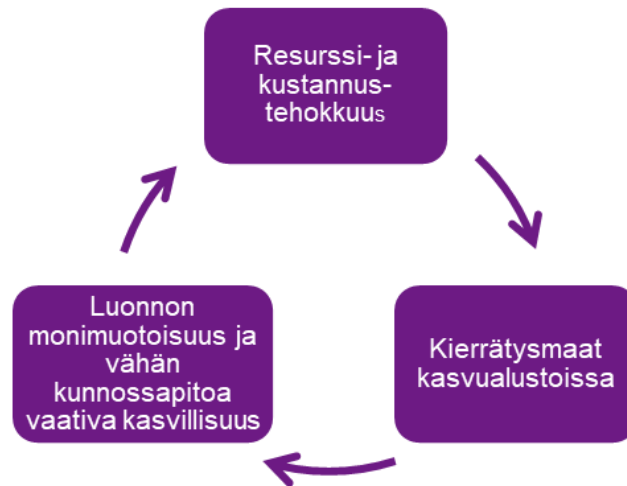 Resurssi- ja
kustannus-
tehokkuus
Kierrätysmaat
kasvualustoissa
Luonnon
monimuotoisuus ja
vähän
kunnossapitoa
vaativa kasvillisuus